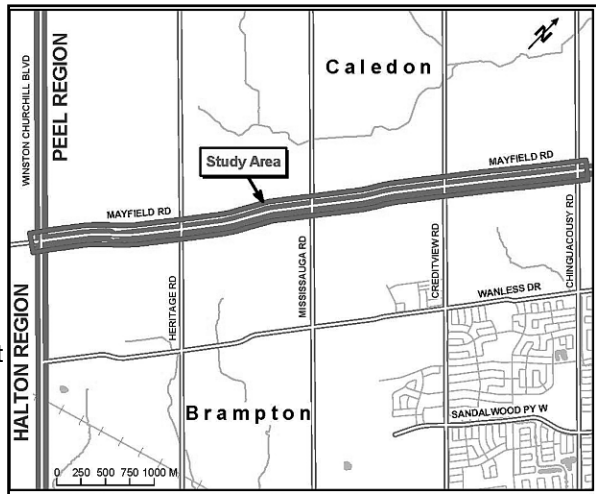 N
Caledon
WINSTON CHURCHILL BLVD
PEEL REGION
Study Area
MAYFIELD RD
MAYFIELD RD
CHINGUACOUSY RD
HALTON REGION
HERITAGE RD
MISSISSAUGA RD
CREDITVIEW RD
WANLESS DR
Brampton
SANDALWOOD PY W
0 250 500 750 1000 M